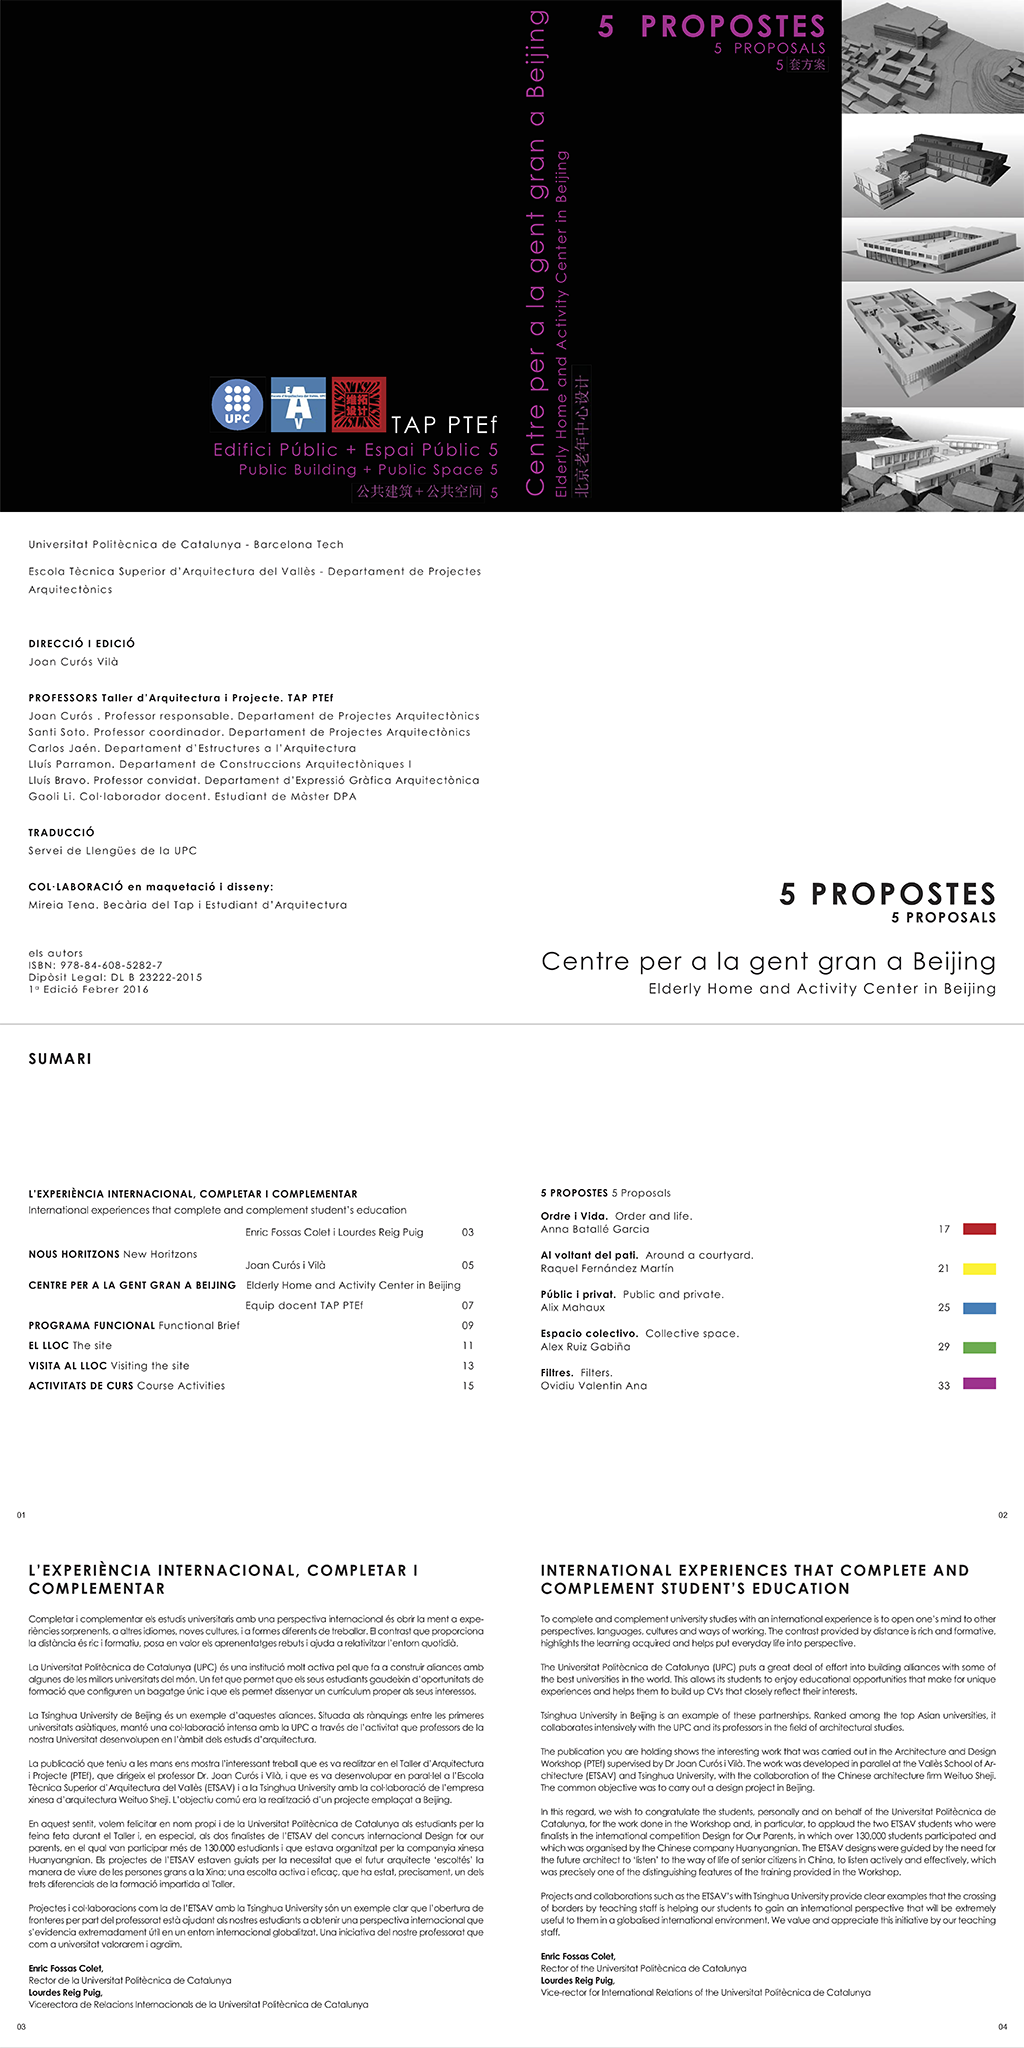 5 PROPOSTES
5 PROPOSALS
5 套方案
Centre per a la gent gran a Beijing
Elderly Home and Activity Center in Beijing
北京老年中心设计
UPC
E
A
V
维拓
设计
TAP PTEf
Edifici Públic + Espai Públic 5
Public Building + Public Space 5
公共建筑+公共空间 5
Universitat Politècnica de Catalunya - Barcelona Tech
Escola Tècnica Superior d'Arquitectura del Vallès - Departament de Projectes
Arquitectònics
DIRECCIÓ I EDICIÓ
Joan Curós Vilà
PROFESSORS Taller d'Arquitectura i Projecte. TAP PTEf
Joan Curós . Professor responsable. Departament de Projectes Arquitectònics
Santi Soto. Professor coordinador. Departament de Projectes Arquitectònics
Carlos Jaén. Departament d'Estructures a l'Arquitectura
Lluís Parramon. Departament de Construccions Arquitectòniques I
Lluís Bravo. Professor convidat. Departament d'Expressió Gràfica Arquitectònica
Gaoli Li. Col·laborador docent. Estudiant de Màster DPA
TRADUCCIÓ
Servei de Llengües de la UPC
COL·LABORACIÓ en maquetació i disseny:
Mireia Tena. Becària del Tap i Estudiant d'Arquitectura
els autors
ISBN: 978-84-608-5282-7
Dipòsit Legal: DL B 23222-2015
1ª Edició Febrer 2016
5 PROPOSTES
5 PROPOSALS
Centre per a la gent gran a Beijing
Elderly Home and Activity Center in Beijing
SUMARI
L'EXPERIÈNCIA INTERNACIONAL, COMPLETAR I COMPLEMENTAR
International experiences that complete and complement student's education
Enric Fossas Colet i Lourdes Reig Puig 03
NOUS HORITZONS New Horitzons
Joan Curós i Vilà 05
CENTRE PER A LA GENT GRAN A BEIJING Elderly Home and Activity Center in Beijing
Equip docent TAP PTEf 07
PROGRAMA FUNCIONAL Functional Brief 09
EL LLOC The site 11
VISITA AL LLOC Visiting the site 13
ACTIVITATS DE CURS Course Activities 15
5 PROPOSTES 5 Proposals
Ordre i Vida. Order and life.
Anna Batallé Garcia 17
Al voltant del pati. Around a courtyard.
Raquel Fernández Martín 21
Públic i privat. Public and private.
Alix Mahaux 25
Espacio colectivo. Collective space.
Alex Ruiz Gabiña 29
Filtres. Filters.
Ovidiu Valentin Ana 33
01
02
L'EXPERIÈNCIA INTERNACIONAL, COMPLETAR I
COMPLEMENTAR
Completar i complementar els estudis universitaris amb una perspectiva internacional és obrir la ment a expe-
riències sorprenents, a altres idiomes, noves cultures, i a formes diferents de treballar. El contrast que proporciona
la distància és ric i formatiu, posa en valor els aprenentatges rebuts i ajuda a relativitzar l'entorn quotidià.
La Universitat Politècnica de Catalunya (UPC) és una institució molt activa pel que fa a construir aliances amb
algunes de les millors universitats del món. Un fet que permet que els seus estudiants gaudeixin d'oportunitats de
formació que configuren un bagatge únic i que els permet dissenyar un currículum proper als seus interessos.
La Tsinghua University de Beijing és un exemple d'aquestes aliances. Situada als rànquings entre les primeres
universitats asiàtiques, manté una col·laboració intensa amb la UPC a través de l'activitat que professors de la
nostra Universitat desenvolupen en l'àmbit dels estudis d'arquitectura.
La publicació que teniu a les mans ens mostra l'interessant treball que es va realitzar en el Taller d'Arquitectura
i Projecte (PTEf), que dirigeix el professor Dr. Joan Curós i Vilà, i que es va desenvolupar en paral·lel a l'Escola
Tècnica Superior d'Arquitectura del Vallès (ETSAV) i a la Tsinghua University amb la col·laboració de l'empresa
xinesa d'arquitectura Weituo Sheji. L'objectiu comú era la realització d'un projecte emplaçat a Beijing.
En aquest sentit, volem felicitar en nom propi i de la Universitat Politècnica de Catalunya als estudiants per la
feina feta durant el Taller i, en especial, als dos finalistes de l'ETSAV del concurs internacional Design for our
parents, en el qual van participar més de 130.000 estudiants i que estava organitzat per la companyia xinesa
Huanyangnian. Els projectes de l'ETSAV estaven guiats per la necessitat que el futur arquitecte 'escoltés' la
manera de viure de les persones grans a la Xina; una escolta activa i eficaç, que ha estat, precisament, un dels
trets diferencials de la formació impartida al Taller.
Projectes i col·laboracions com la de l'ETSAV amb la Tsinghua University són un exemple clar que l'obertura de
fronteres per part del professorat està ajudant als nostres estudiants a obtenir una perspectiva internacional que
s'evidencia extremadament útil en un entorn internacional globalitzat. Una iniciativa del nostre professorat que
com a universitat valorarem i agraïm.
Enric Fossas Colet,
Rector de la Universitat Politècnica de Catalunya
Lourdes Reig Puig,
Vicerectora de Relacions Internacionals de la Universitat Politècnica de Catalunya
03
INTERNATIONAL EXPERIENCES THAT COMPLETE AND
COMPLEMENT STUDENT'S EDUCATION
To complete and complement university studies with an international experience is to open one's mind to other
perspectives, languages, cultures and ways of working. The contrast provided by distance is rich and formative,
highlights the learning acquired and helps put everyday life into perspective.
The Universitat Politècnica de Catalunya (UPC) puts a great deal of effort into building alliances with some of
the best universities in the world. This allows its students to enjoy educational opportunities that make for unique
experiences and helps them to build up CVs that closely reflect their interests.
Tsinghua University in Beijing is an example of these partnerships. Ranked among the top Asian universities, it
collaborates intensively with the UPC and its professors in the field of architectural studies.
The publication you are holding shows the interesting work that was carried out in the Architecture and Design
Workshop (PTEf) supervised by Dr Joan Curós i Vilà. The work was developed in parallel at the Vallès School of Ar-
chitecture (ETSAV) and Tsinghua University, with the collaboration of the Chinese architecture firm Weituo Sheji.
The common objective was to carry out a design project in Beijing.
In this regard, we wish to congratulate the students, personally and on behalf of the Universitat Politècnica de
Catalunya, for the work done in the Workshop and, in particular, to applaud the two ETSAV students who were
finalists in the international competition Design for Our Parents, in which over 130,000 students participated and
which was organised by the Chinese company Huanyangnian. The ETSAV designs were guided by the need for
the future architect to 'listen' to the way of life of senior citizens in China, to listen actively and effectively, which
was precisely one of the distinguishing features of the training provided in the Workshop.
Projects and collaborations such as the ETSAV's with Tsinghua University provide clear examples that the crossing
of borders by teaching staff is helping our students to gain an international perspective that will be extremely
useful to them in a globalised international environment. We value and appreciate this initiative by our teaching
staff.
Enric Fossas Colet,
Rector of the Universitat Politècnica de Catalunya
Lourdes Reig Puig,
Vice-rector for International Relations of the Universitat Politècnica de Catalunya
04